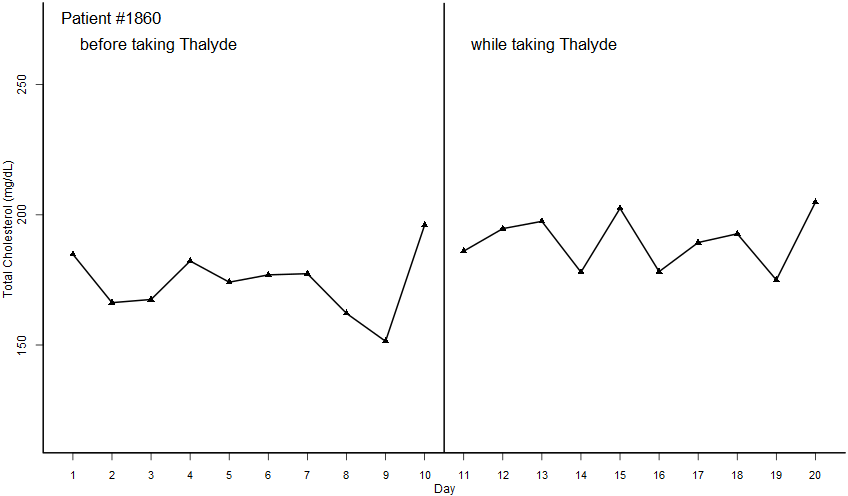 Patient #1860
before taking Thalyde
while taking Thalyde
Total Cholesterol (mg/dL)
250
200
150
1 2 3 4 5 6 7 8 9 10 11 12 13 14 15 16 17 18 19 20
Day